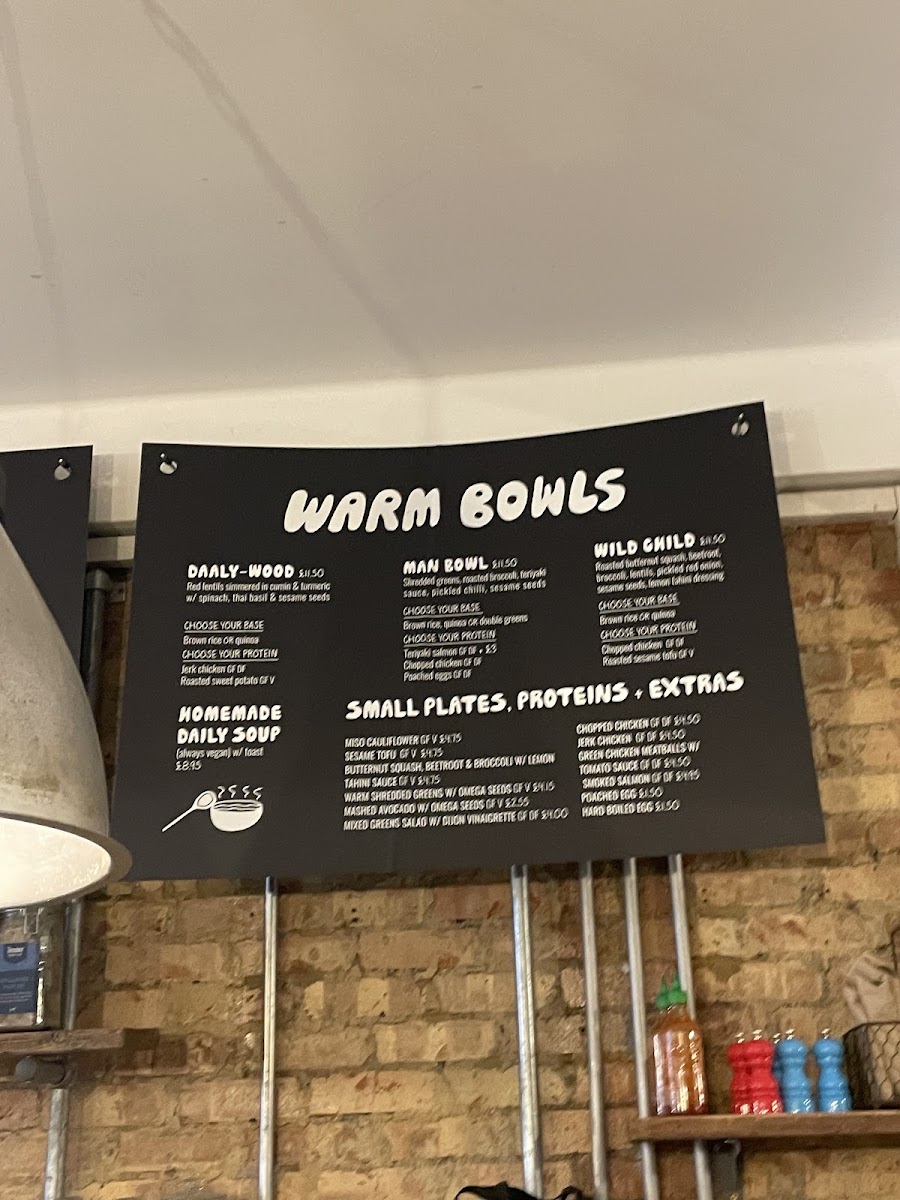 WARM BOWLS
DAALY-WOOD £11.50
Red lentils simmered in cumin & turmeric
w/ spinach, thai basil & sesame seeds
CHOOSE YOUR BASE
Brown rice OR quinoa
CHOOSE YOUR PROTEIN
Jerk chicken GF DF
Roasted sweet potato GF V
HOMEMADE
DAILY SOUP
(always vegan) w/ toast
£8.95
MAN BOWL £11.50
Shredded greens, roasted broccoli, teriyaki
sauce, pickled chilli, sesame seeds
CHOOSE YOUR BASE
Brown rice, quinoa OR double greens
CHOOSE YOUR PROTEIN
Teriyaki salmon GF DF + £3
Chopped chicken GF DF
Poached eggs GF DF
WILD CHILD £11.50
Roasted butternut squash, beetroot,
broccoli, lentils, pickled red onion,
sesame seeds, lemon tahini dressing
CHOOSE YOUR BASE
Brown rice OR quinoa
CHOOSE YOUR PROTEIN
Chopped chicken GF DF
Roasted sesame tofu GF V
SMALL PLATES, PROTEINS + EXTRAS
MISO CAULIFLOWER GF V £4.75
SESAME TOFU GF V £4.75
BUTTERNUT SQUASH, BEETROOT & BROCCOLI W/ LEMON
TAHINI SAUCE GF V £4.75
WARM SHREDDED GREENS W/ OMEGA SEEDS GF V £4.15
MASHED AVOCADO W/ OMEGA SEEDS GF V £2.55
MIXED GREENS SALAD W/ DIJON VINAIGRETTE GF DF £4.00
CHOPPED CHICKEN GF DF £4.50
JERK CHICKEN GF DF £4.50
GREEN CHICKEN MEATBALLS W/
TOMATO SAUCE GF DF £4.50
SMOKED SALMON GF DF £4.95
POACHED EGG £1.50
HARD BOILED EGG £1.50